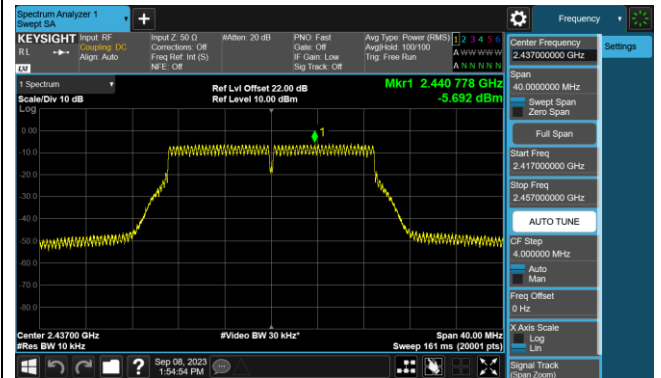 Spectrum Analyzer 1
Swept SA
+
Frequency
KEYSIGHT
RL
LXI
Input: RF
Coupling: DC
Align: Auto
Input Z: 50 Ω
Corrections: Off
Freq Ref: Int (S)
NFE: Off
#Atten: 20 dB
PNO: Fast
Gate: Off
IF Gain: Low
Sig Track: Off
Avg Type: Power (RMS)
Avg|Hold: 100/100
Trig: Free Run
1 2 3 4 5 6
A W W W W W
A N N N N N
1 Spectrum
Scale/Div 10 dB
Log
Ref Lvl Offset 22.00 dB
Ref Level 10.00 dBm
Mkr1 2.440 778 GHz
-5.692 dBm
1
0.00
-10.0
-20.0
-30.0
-40.0
-50.0
-60.0
-70.0
-80.0
Center 2.43700 GHz
#Res BW 10 kHz
#Video BW 30 kHz*
Span 40.00 MHz
Sweep 161 ms (20001 pts)
Center Frequency
2.437000000 GHz
Settings
Span
40.0000000 MHz
Swept Span
Zero Span
Full Span
Start Freq
2.417000000 GHz
Stop Freq
2.457000000 GHz
AUTO TUNE
CF Step
4.000000 MHz
Auto
Man
Freq Offset
0 Hz
X Axis Scale
Log
Lin
Signal Track
(Span Zoom)
?
Sep 08, 2023
1:54:54 PM